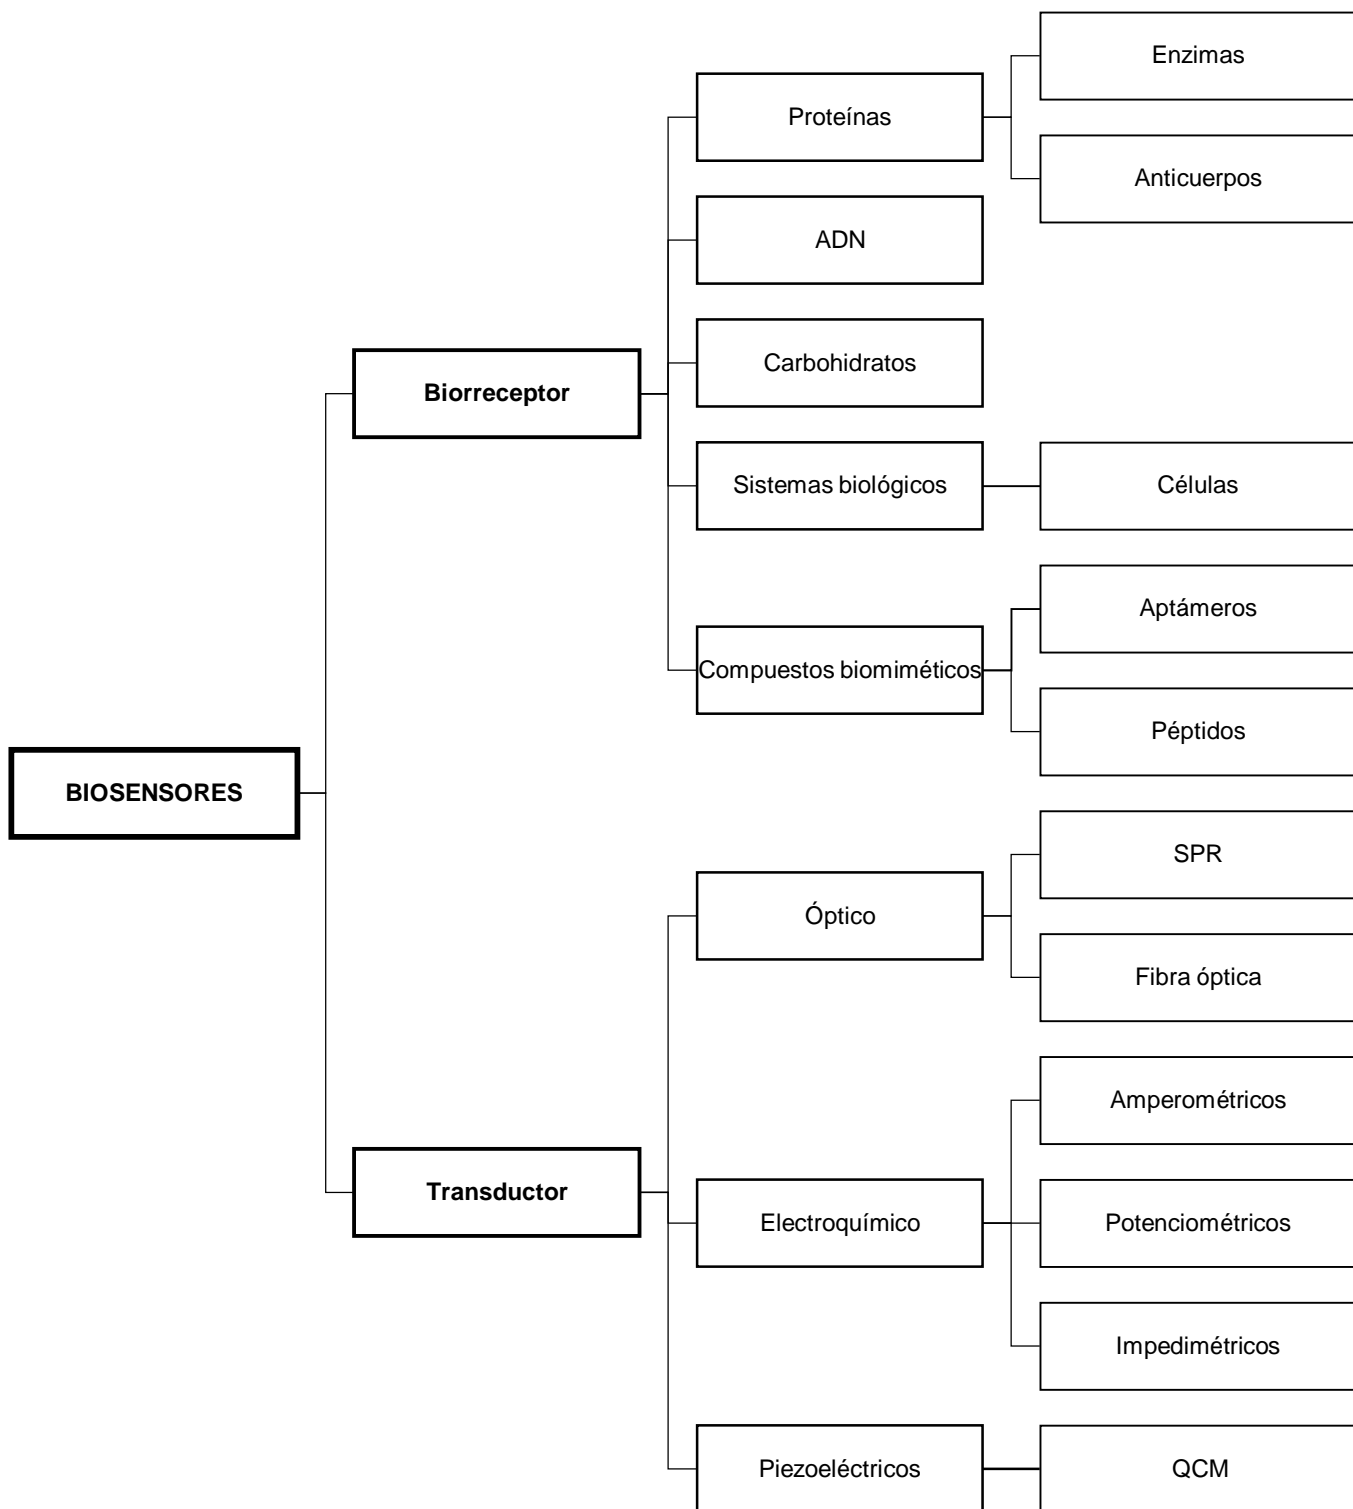 BIOSENSORES
Biorreceptor
Proteínas
Enzimas
Anticuerpos
ADN
Carbohidratos
Sistemas biológicos
Células
Compuestos biomiméticos
Aptámeros
Péptidos
Transductor
Óptico
SPR
Fibra óptica
Electroquímico
Amperométricos
Potenciométricos
Impedimétricos
Piezoeléctricos
QCM